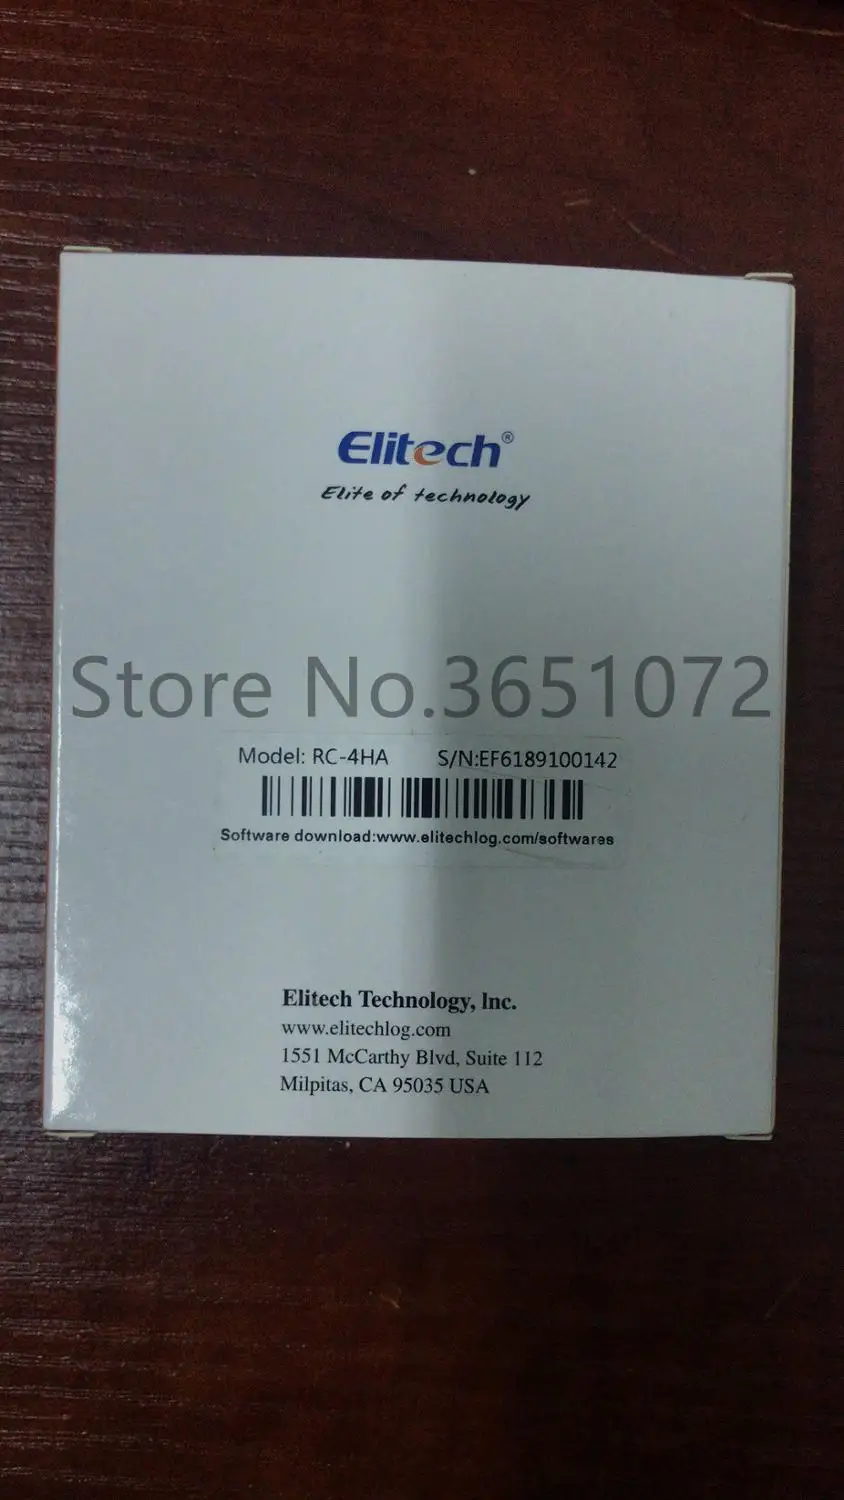 Elitech®
Elite of technology
Store No.3651072
Model: RC-4HA S/N:EF6189100142
Software download:www.elitechlog.com/softwares
Elitech Technology, Inc.
www.elitechlog.com
1551 McCarthy Blvd, Suite 112
Milpitas, CA 95035 USA